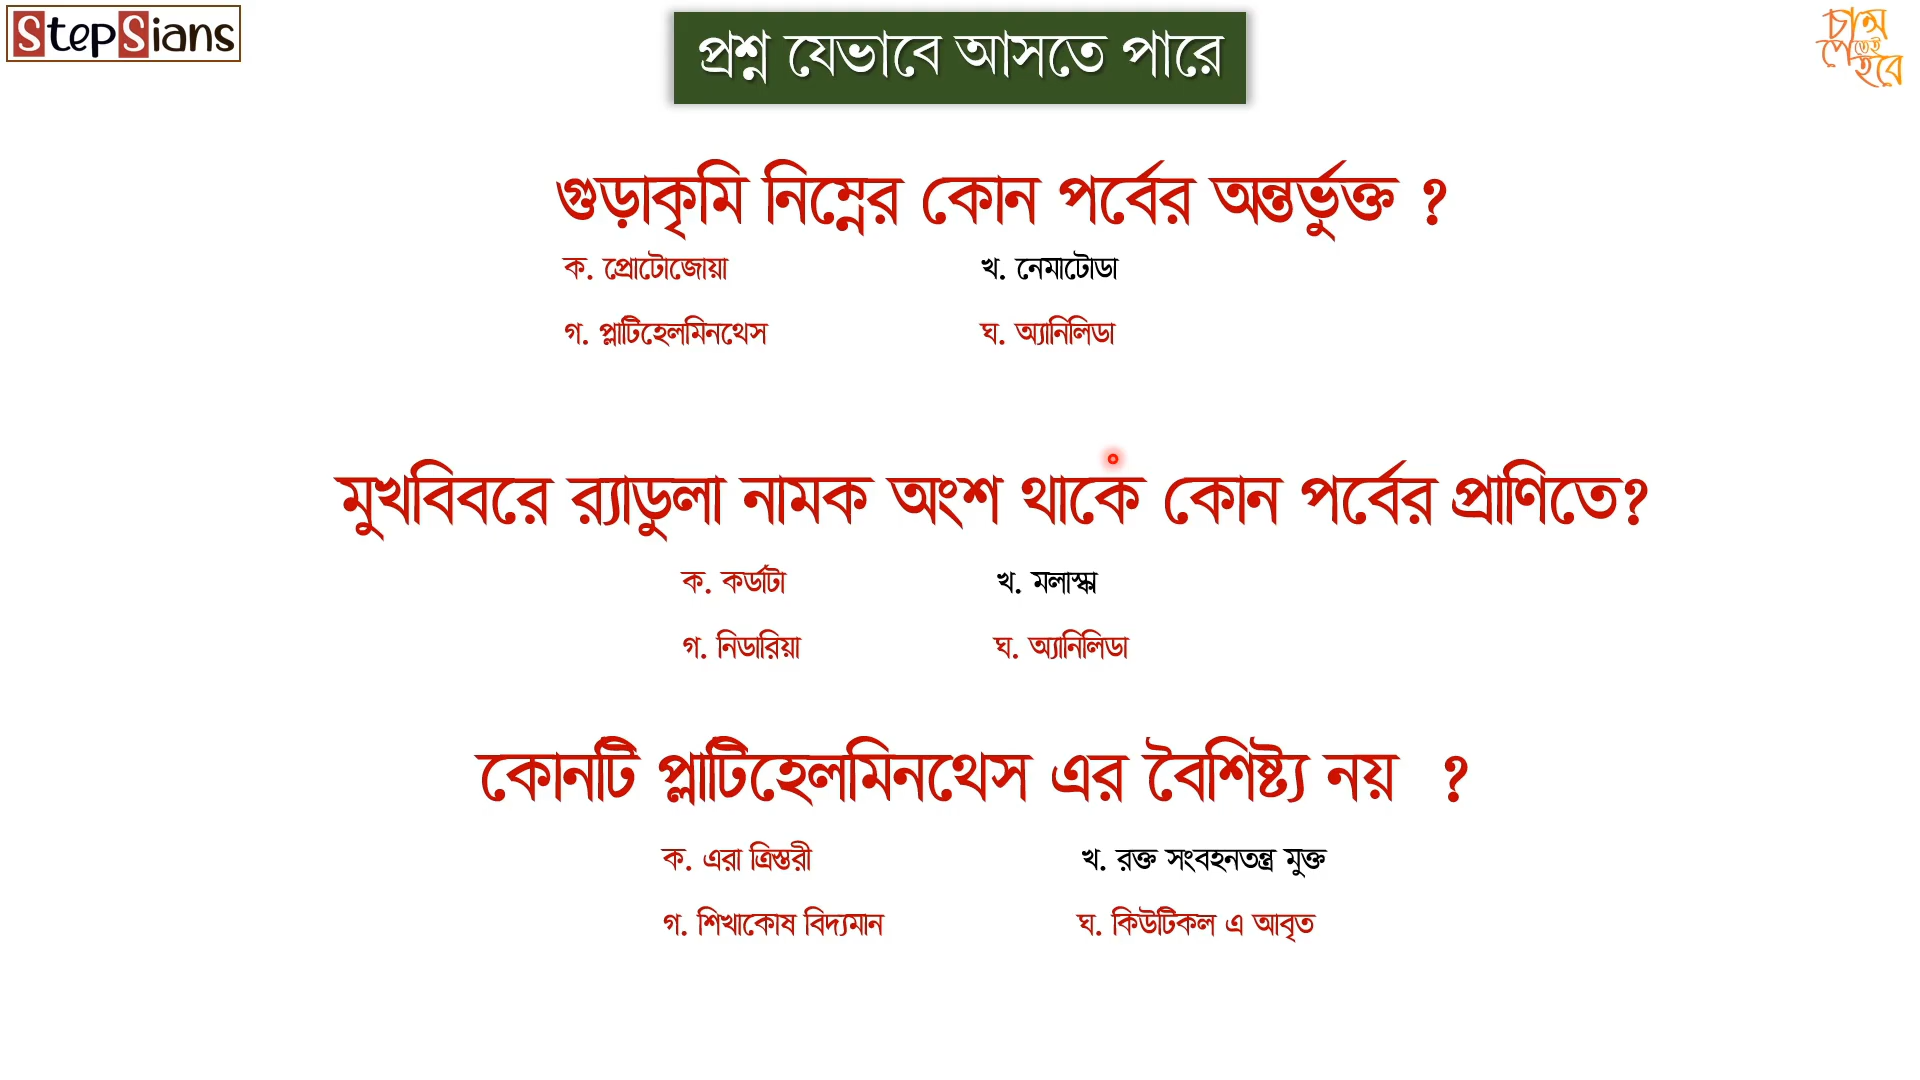 StepSians
প্রশ্ন যেভাবে আসতে পারে
চান্স
পেতেই
হবে
গুড়াকৃমি নিম্নের কোন পর্বের অন্তর্ভুক্ত ?
ক. প্রোটোজোয়া খ. নেমাটোডা
গ. প্লাটিহেলমিনথেস ঘ. অ্যানিলিডা
মুখবিবরে র‍্যাডুলা নামক অংশ থাকে কোন পর্বের প্রাণিতে?
ক. কর্ডাটা খ. মলাস্কা
গ. নিডারিয়া ঘ. অ্যানিলিডা
কোনটি প্লাটিহেলমিনথেস এর বৈশিষ্ট্য নয় ?
ক. এরা ত্রিস্তরী খ. রক্ত সংবহনতন্ত্র মুক্ত
গ. শিখাকোষ বিদ্যমান ঘ. কিউটিকল এ আবৃত